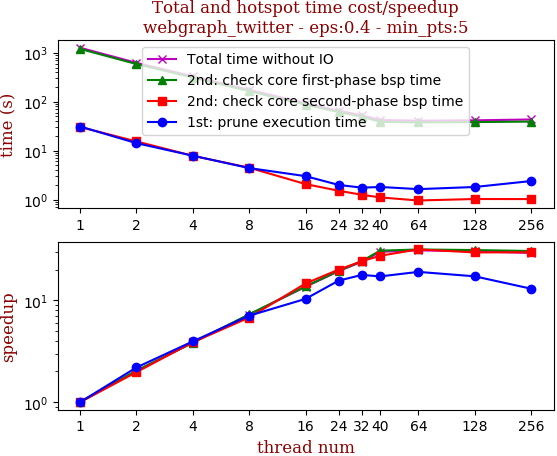 Total and hotspot time cost/speedup
webgraph_twitter - eps:0.4 - min_pts:5
time (s)
10³
10²
10¹
10⁰
Total time without IO
2nd: check core first-phase bsp time
2nd: check core second-phase bsp time
1st: prune execution time
1 2 4 8 16 24 32 40 64 128 256
speedup
10¹
10⁰
1 2 4 8 16 24 32 40 64 128 256
thread num